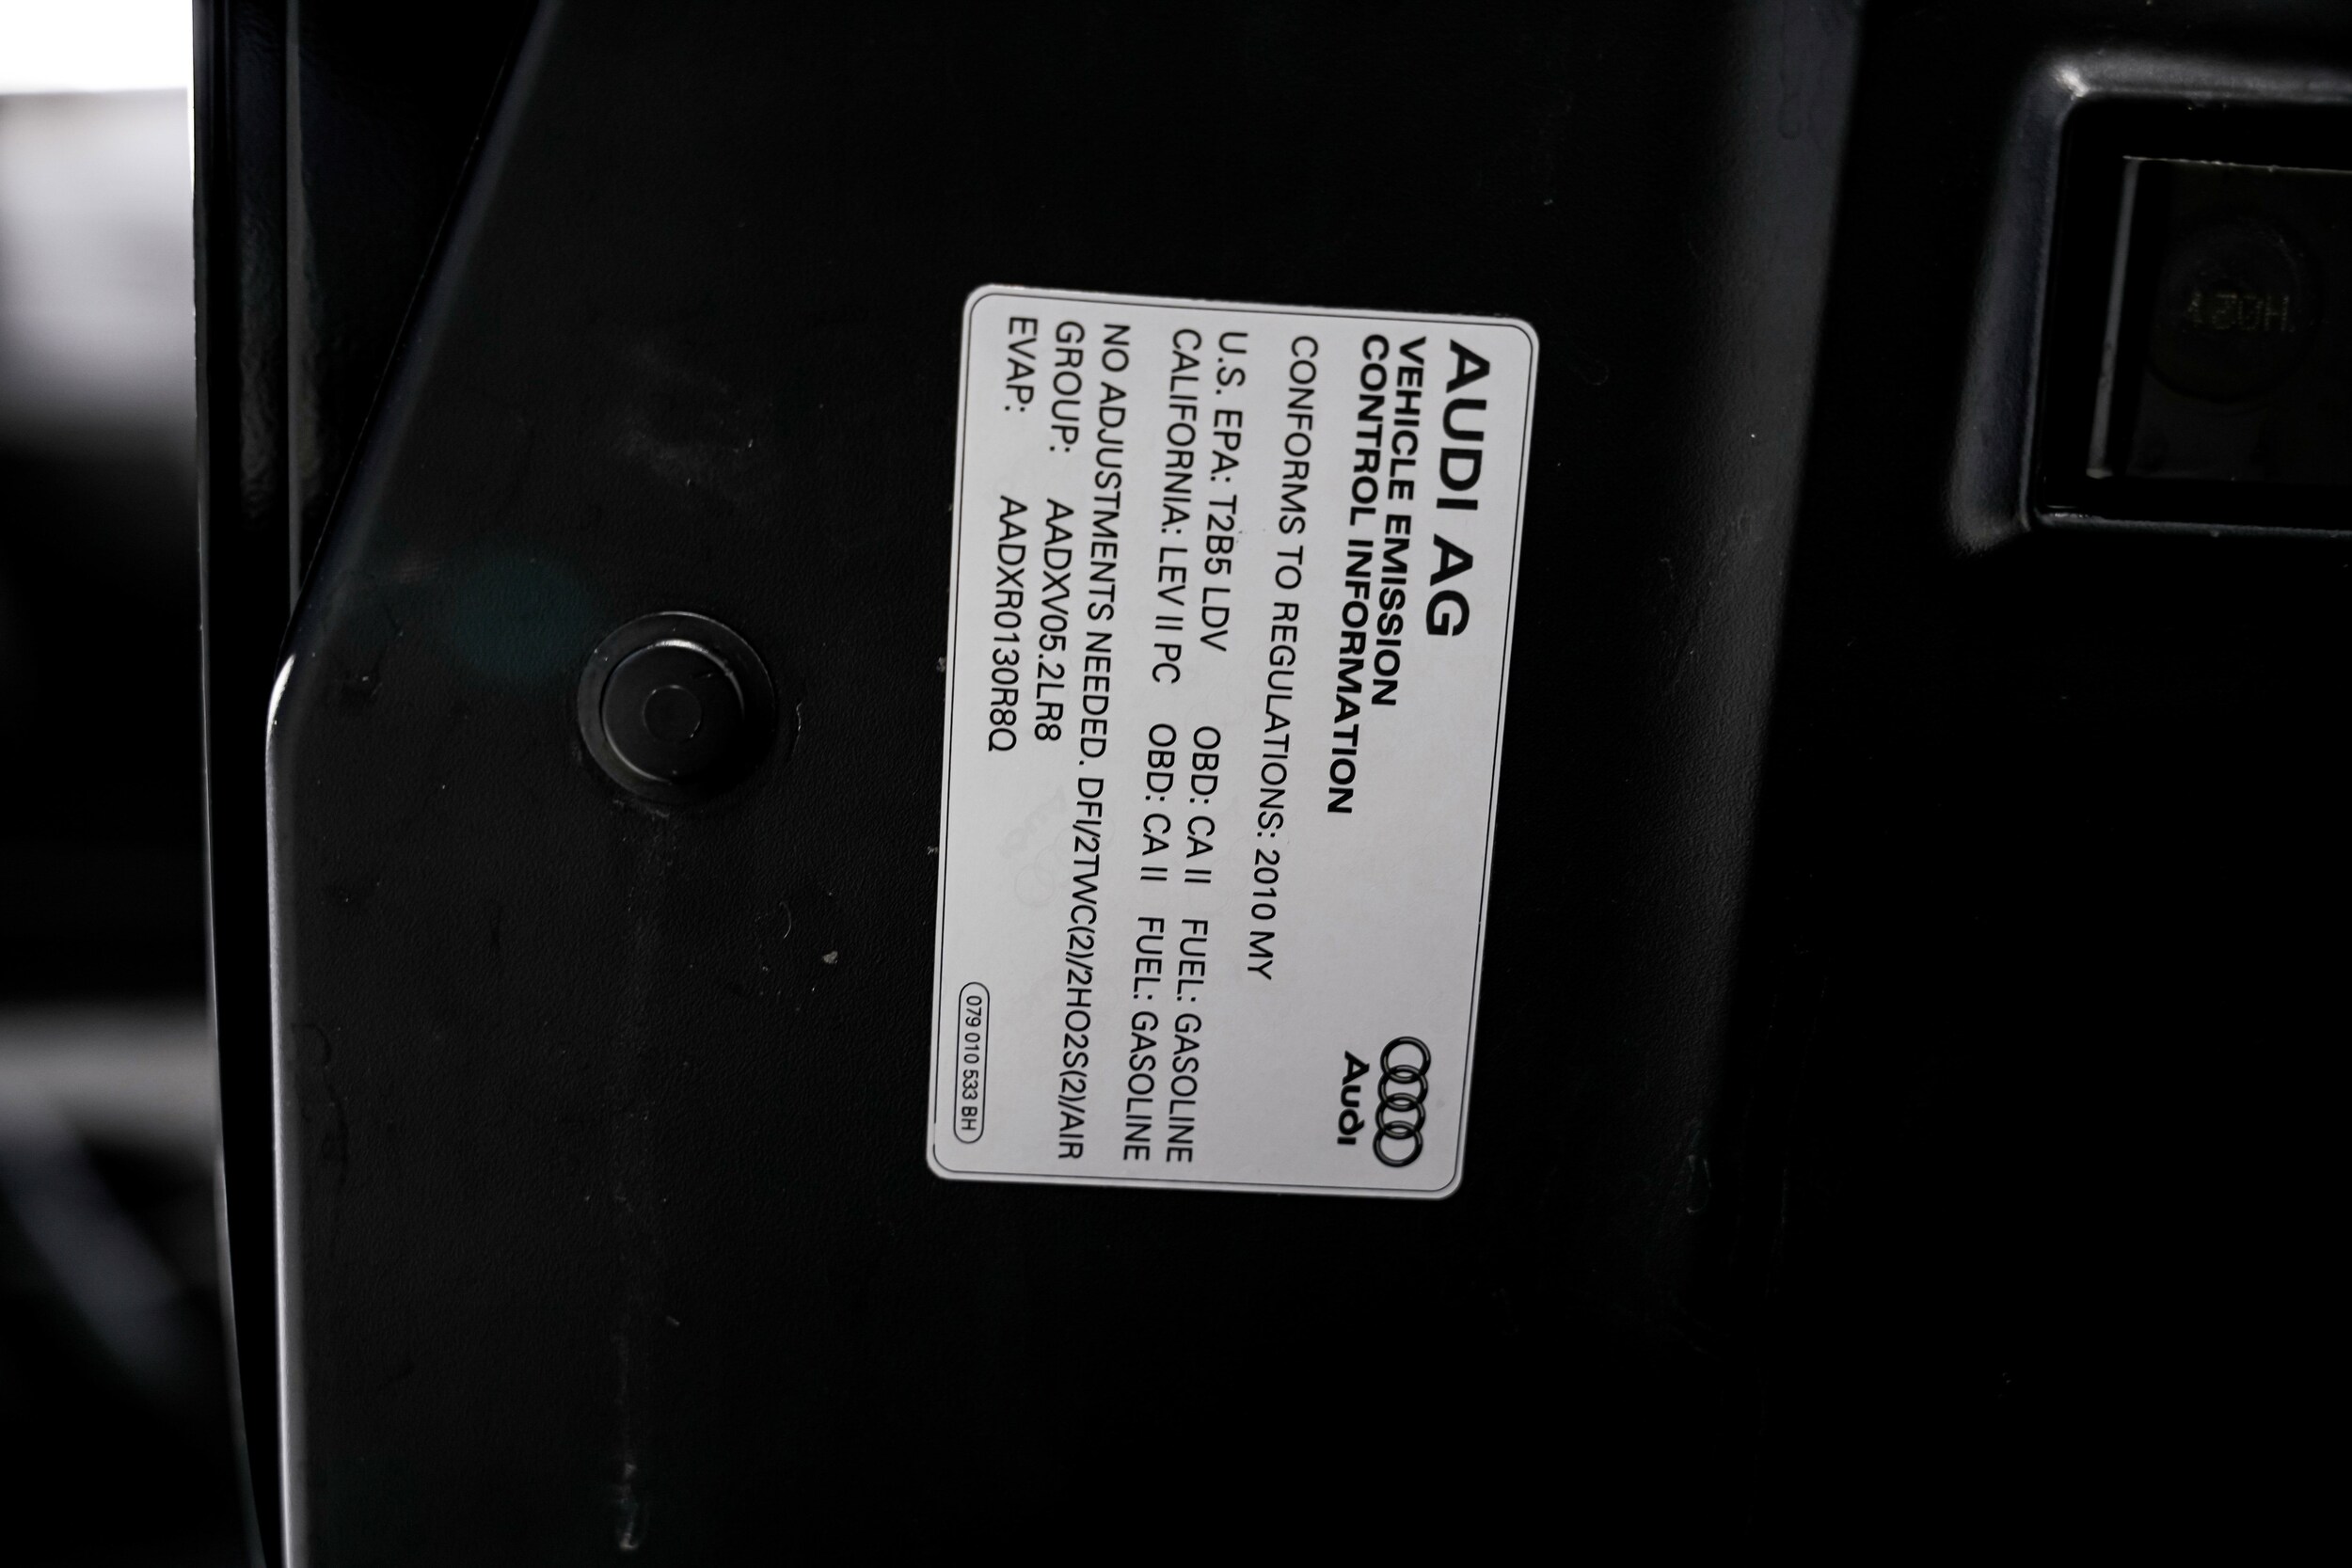 AUDI AG
VEHICLE EMISSION
CONTROL INFORMATION
Audi
CONFORMS TO REGULATIONS: 2010 MY
U.S. EPA: T2B5 LDV OBD: CA II FUEL: GASOLINE
CALIFORNIA: LEV II PC OBD: CA II FUEL: GASOLINE
NO ADJUSTMENTS NEEDED. DFI/2TWC(2)/2HO2S(2)/AIR
GROUP: AADXV05.2LR8
EVAP: AADXR0130R8Q
079 010 533 BH